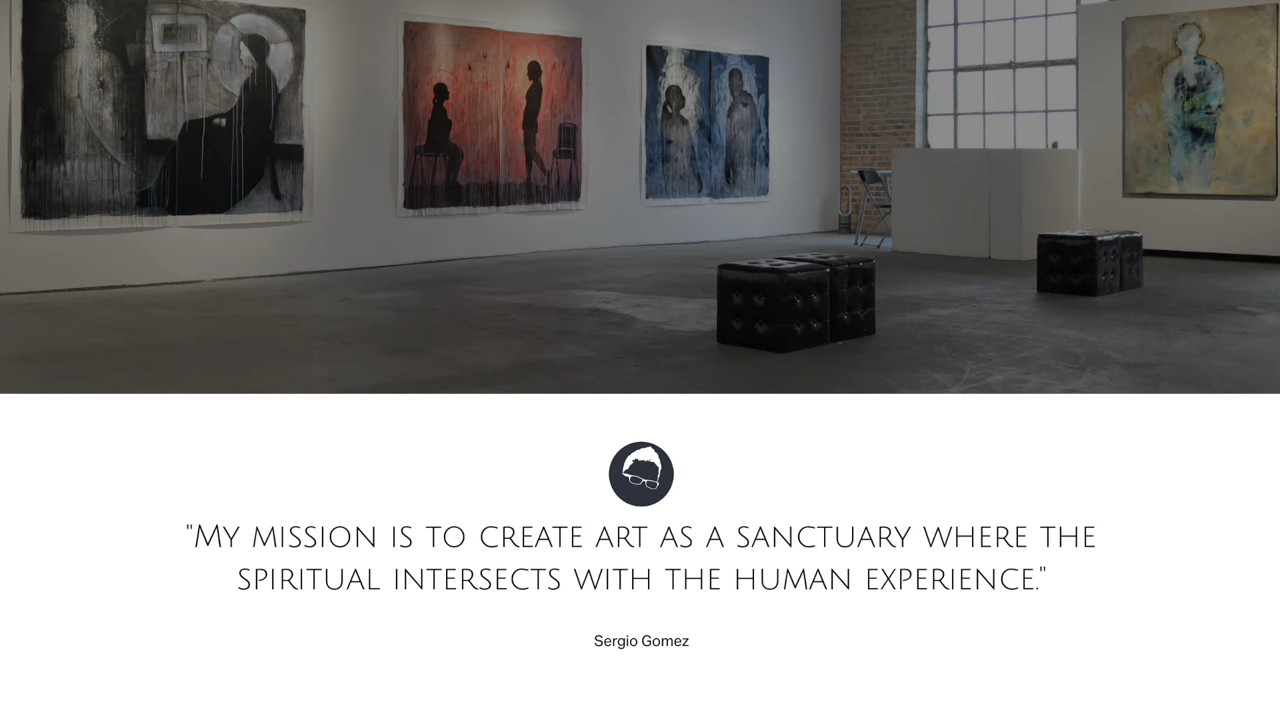 "My mission is to create art as a sanctuary where the
spiritual intersects with the human experience."
Sergio Gomez